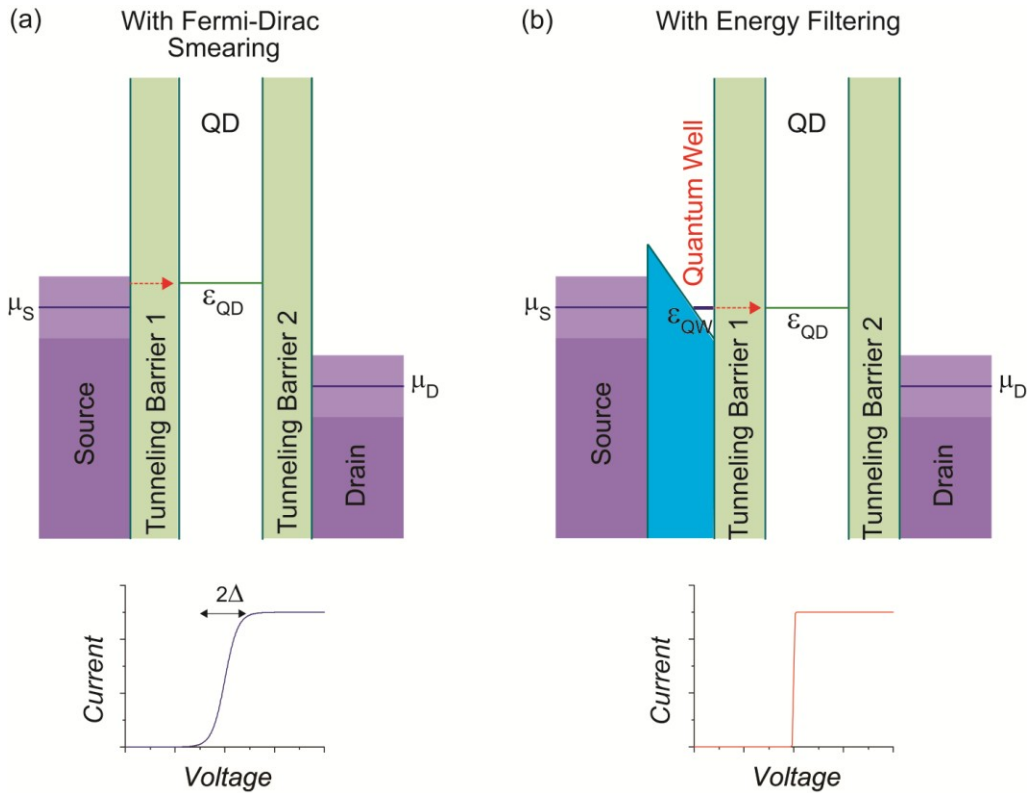 (a)
With Fermi-Dirac
Smearing
QD
μS
εQD
μD
Source
Tunneling Barrier 1
Tunneling Barrier 2
Drain
2Δ
Current
Voltage
(b)
With Energy Filtering
Quantum Well
QD
μS
εQW
εQD
μD
Source
Tunneling Barrier 1
Tunneling Barrier 2
Drain
Current
Voltage